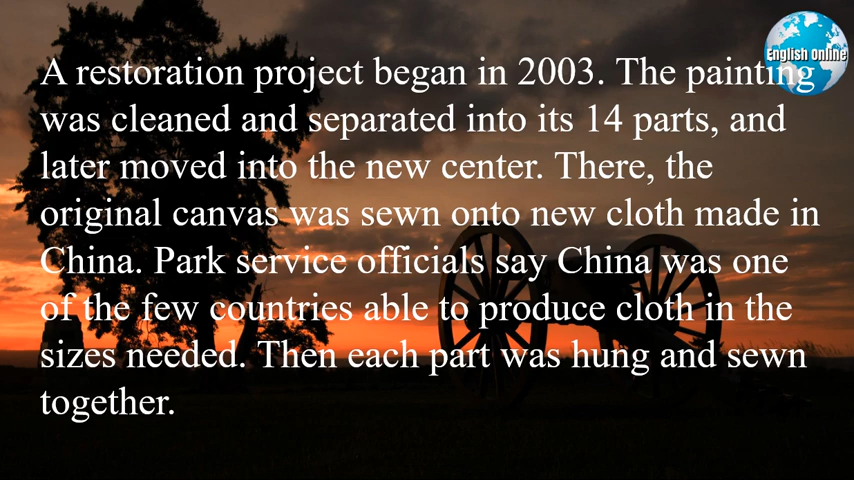 English Online
A restoration project began in 2003. The painting
was cleaned and separated into its 14 parts, and
later moved into the new center. There, the
original canvas was sewn onto new cloth made in
China. Park service officials say China was one
of the few countries able to produce cloth in the
sizes needed. Then each part was hung and sewn
together.